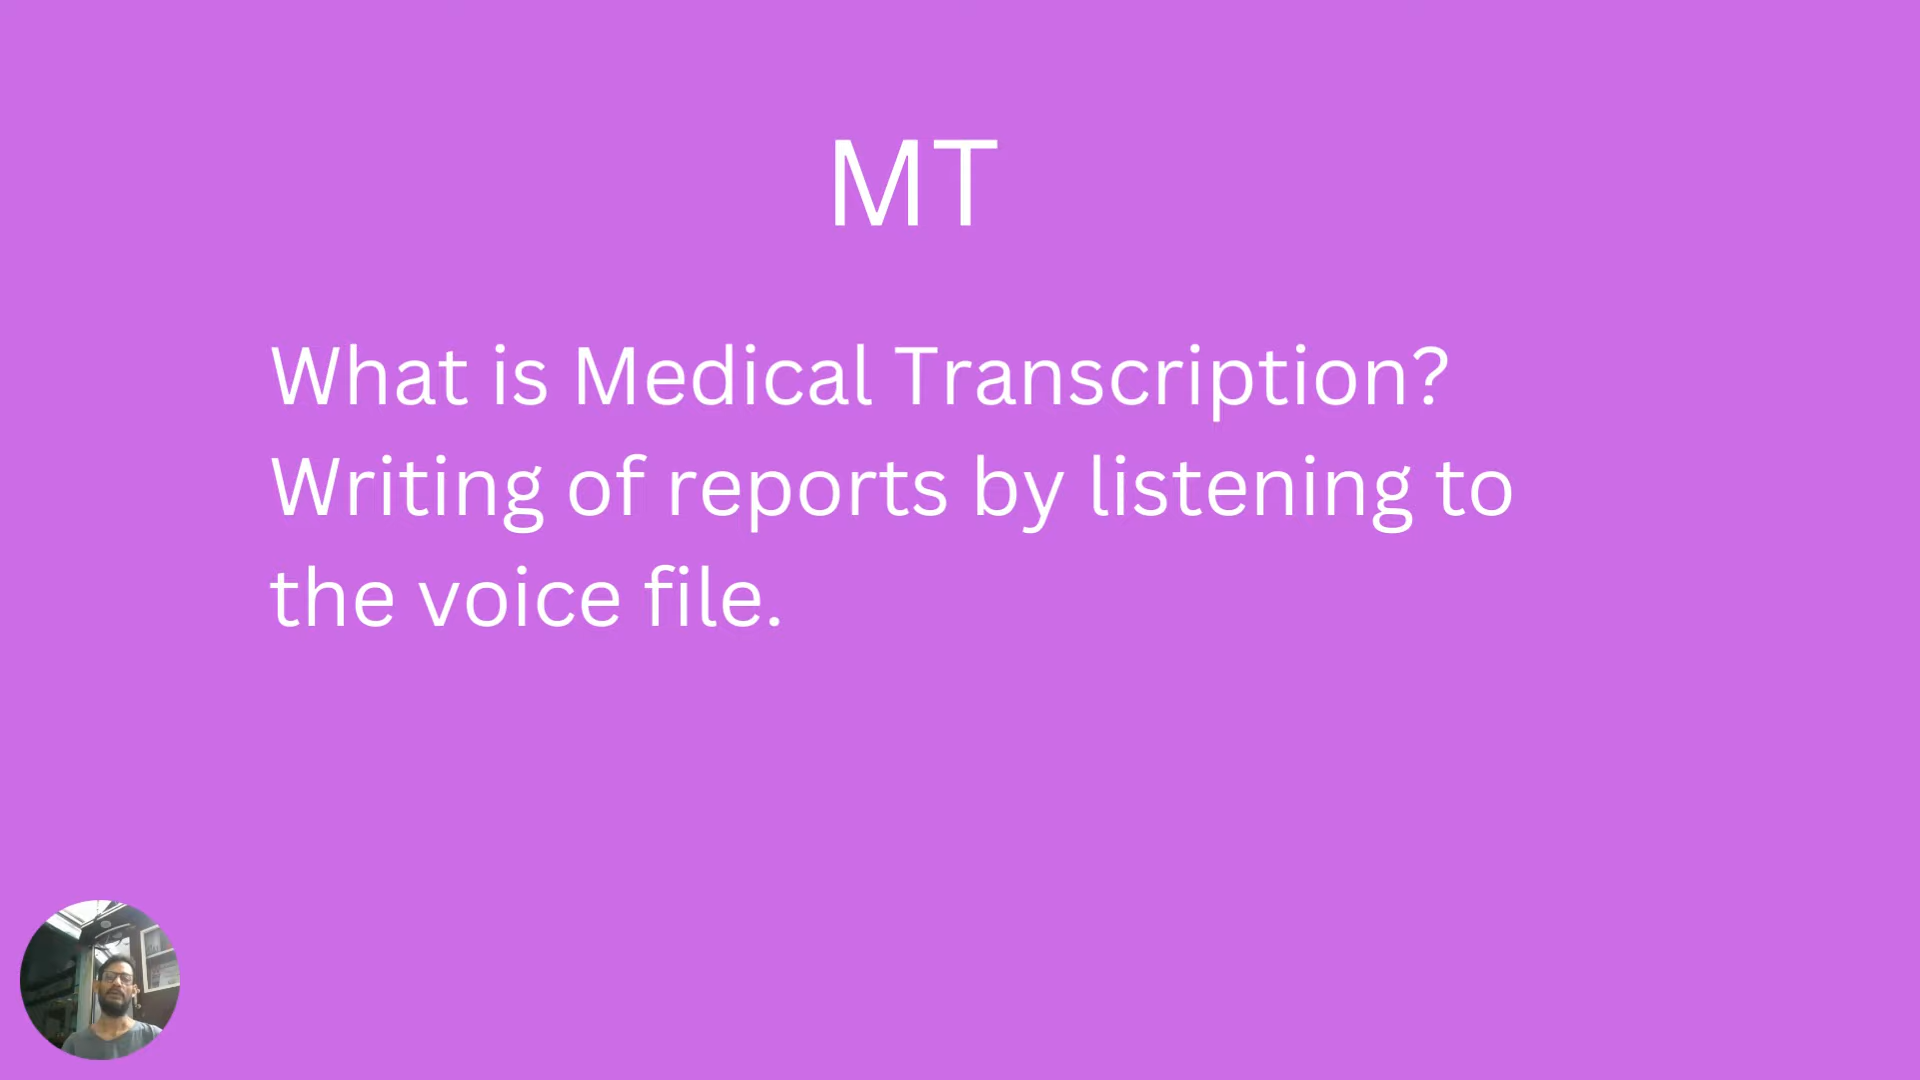 MT
What is Medical Transcription?
Writing of reports by listening to
the voice file.